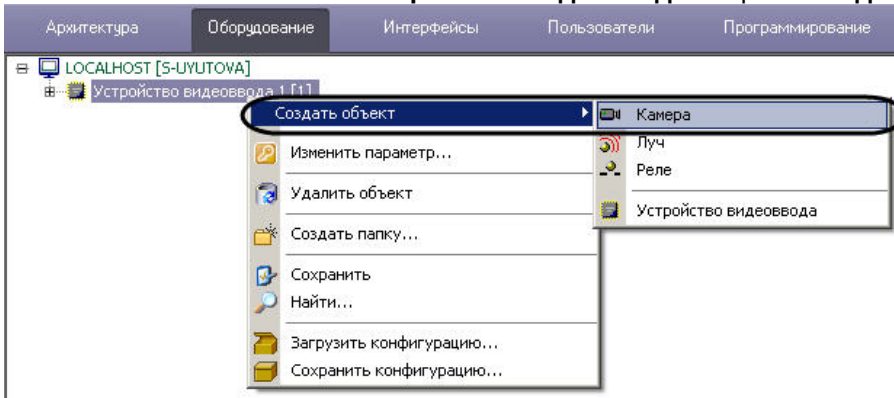 Архитектура Оборудование Интерфейсы Пользователи Программирование
LOCALHOST [S-UYUTOVA]
Устройство видеоввода 1 [1]
Создать объект
Камера
Изменить параметр...
Луч
Реле
Удалить объект
Устройство видеоввода
Создать папку...
Сохранить
Найти...
Загрузить конфигурацию...
Сохранить конфигурацию...